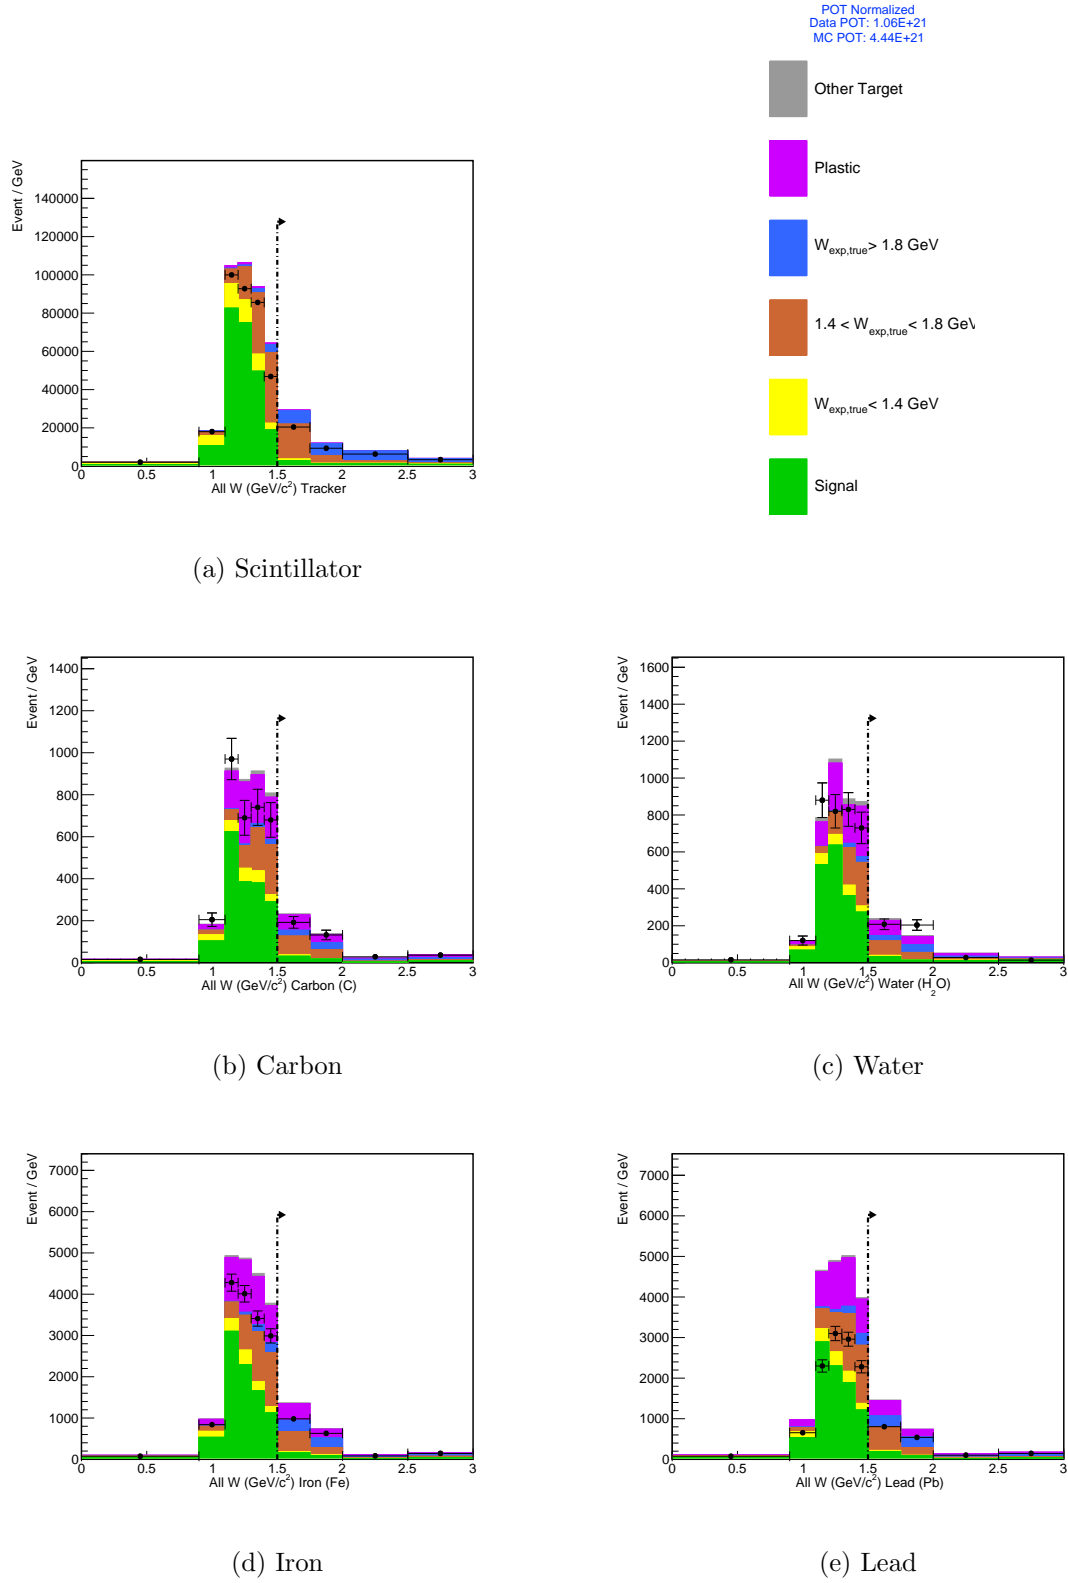 POT Normalized
Data POT: 1.06E+21
MC POT: 4.44E+21
Other Target
Plastic
W_exp,true > 1.8 GeV
1.4 < W_exp,true < 1.8 GeV
W_exp,true < 1.4 GeV
Signal
Event / GeV
140000
120000
100000
80000
60000
40000
20000
0
0 0.5 1 1.5 2 2.5 3
All W (GeV/c²) Tracker
(a) Scintillator
Event / GeV
1400
1200
1000
800
600
400
200
0
0 0.5 1 1.5 2 2.5 3
All W (GeV/c²) Carbon (C)
(b) Carbon
Event / GeV
1600
1400
1200
1000
800
600
400
200
0
0 0.5 1 1.5 2 2.5 3
All W (GeV/c²) Water (H₂O)
(c) Water
Event / GeV
7000
6000
5000
4000
3000
2000
1000
0
0 0.5 1 1.5 2 2.5 3
All W (GeV/c²) Iron (Fe)
(d) Iron
Event / GeV
7000
6000
5000
4000
3000
2000
1000
0
0 0.5 1 1.5 2 2.5 3
All W (GeV/c²) Lead (Pb)
(e) Lead